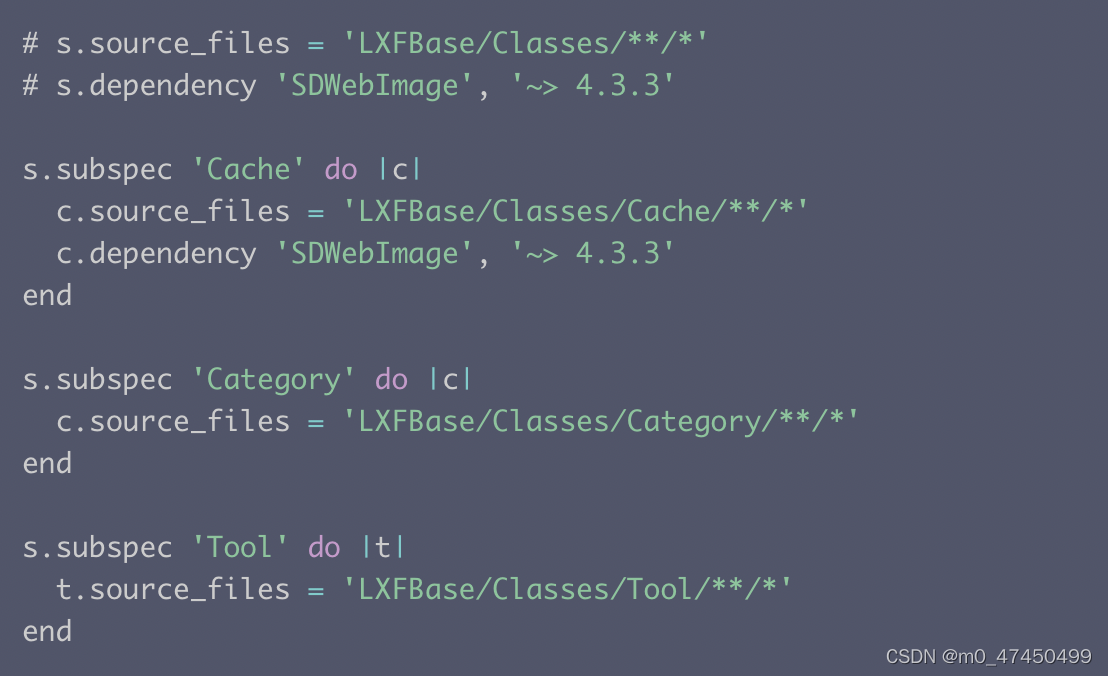 # s.source_files = 'LXFBase/Classes/**/*'
# s.dependency 'SDWebImage', '~> 4.3.3'

s.subspec 'Cache' do |c|
  c.source_files = 'LXFBase/Classes/Cache/**/*'
  c.dependency 'SDWebImage', '~> 4.3.3'
end

s.subspec 'Category' do |c|
  c.source_files = 'LXFBase/Classes/Category/**/*'
end

s.subspec 'Tool' do |t|
  t.source_files = 'LXFBase/Classes/Tool/**/*'
end
CSDN @m0_47450499